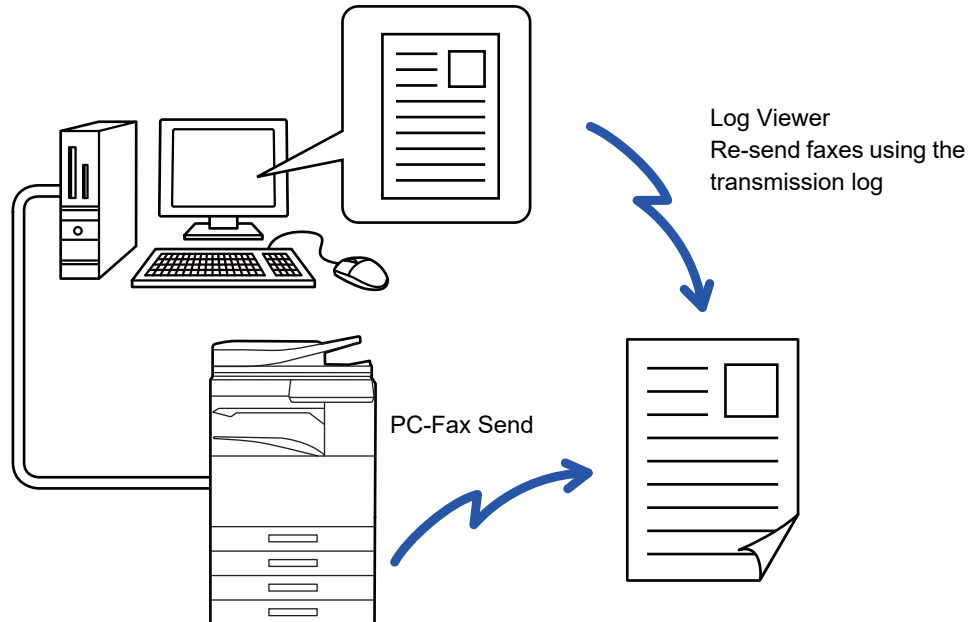 Log Viewer
Re-send faxes using the
transmission log
PC-Fax Send